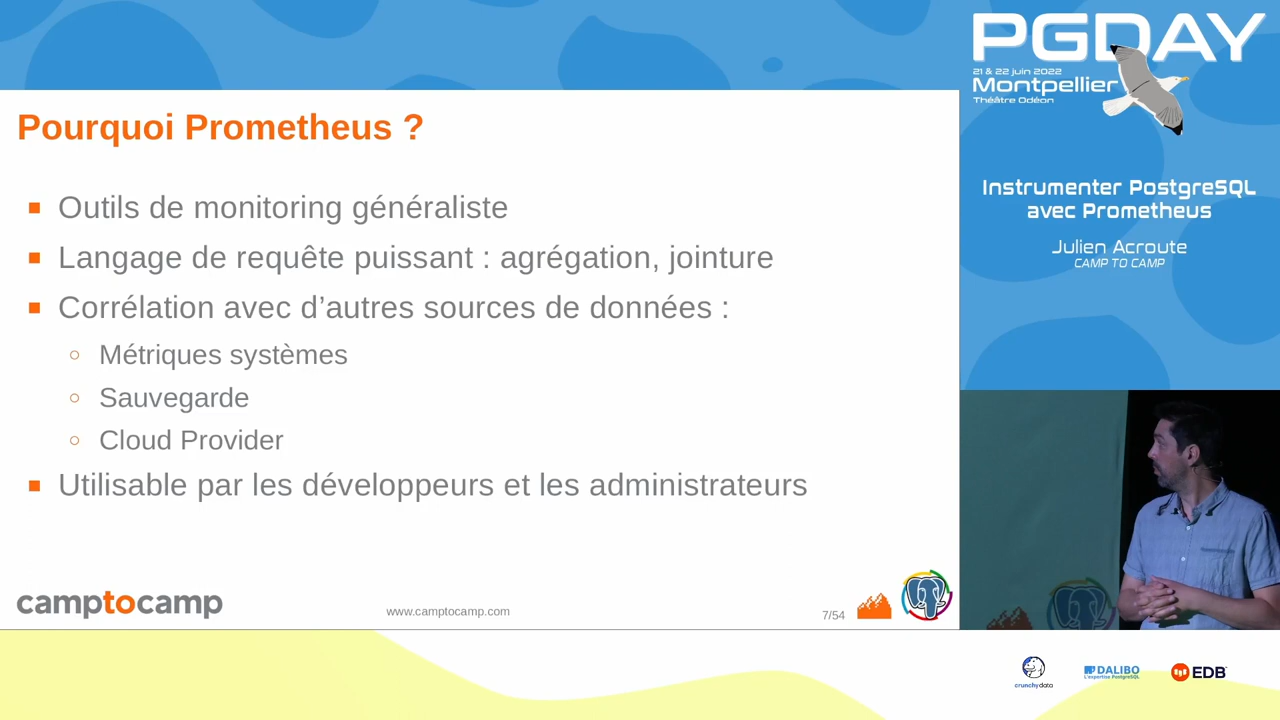 Pourquoi Prometheus ?
Outils de monitoring généraliste
Langage de requête puissant : agrégation, jointure
Corrélation avec d’autres sources de données :
Métriques systèmes
Sauvegarde
Cloud Provider
Utilisable par les développeurs et les administrateurs
camptocamp
www.camptocamp.com
7/54
PGDAY
21 & 22 juin 2022
Montpellier
Théâtre Odéon
Instrumenter PostgreSQL
avec Prometheus
Julien Acroute
CAMP TO CAMP
crunchydata
DALIBO
L'expertise PostgreSQL
EDB